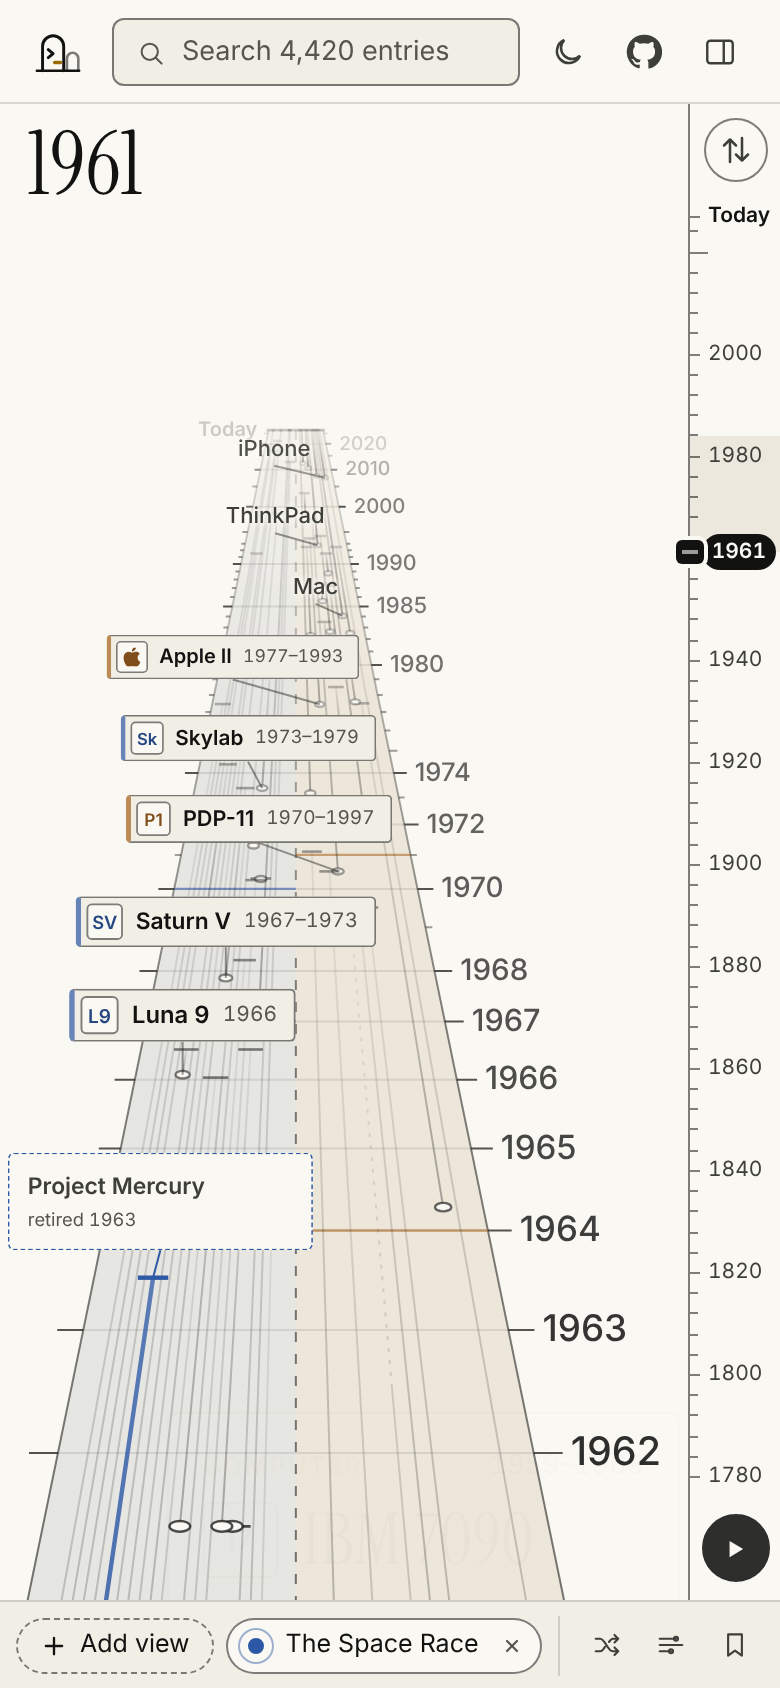 Search 4,420 entries
1961
Today
Today
2020
iPhone
2010
2000
ThinkPad
2000
1990
Mac
1985
1980
Apple II 1977–1993
1980
Sk Skylab 1973–1979
1974
P1 PDP-11 1970–1997
1972
1970
SV Saturn V 1967–1973
1968
L9 Luna 9 1966
1967
1966
1965
Project Mercury
retired 1963
1964
1963
1962
IBM 7090
1961
1940
1920
1900
1880
1860
1840
1820
1800
1780
+ Add view
The Space Race ×